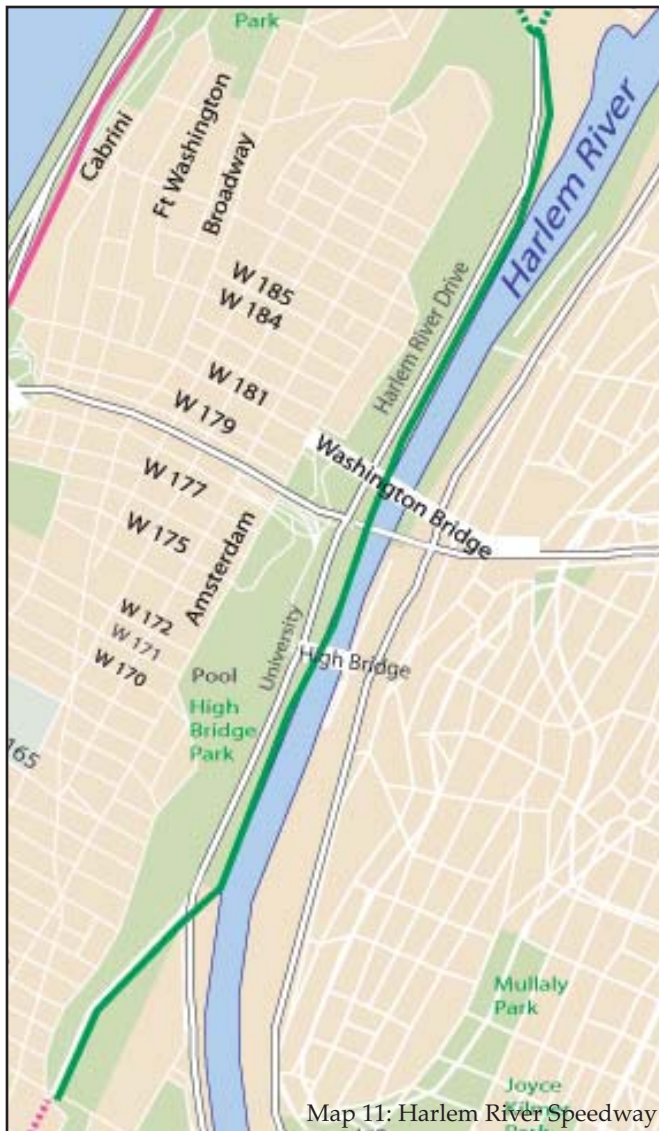 Park
Cabrini
Ft Washington
Broadway
Harlem River
W 185
W 184
Harlem River Drive
W 181
W 179
Washington Bridge
W 177
W 175
Amsterdam
W 172
W 171
W 170
University
High Bridge
Pool
High
Bridge
Park
165
Mullaly
Park
Joyce
Kilmer
Park
Map 11: Harlem River Speedway